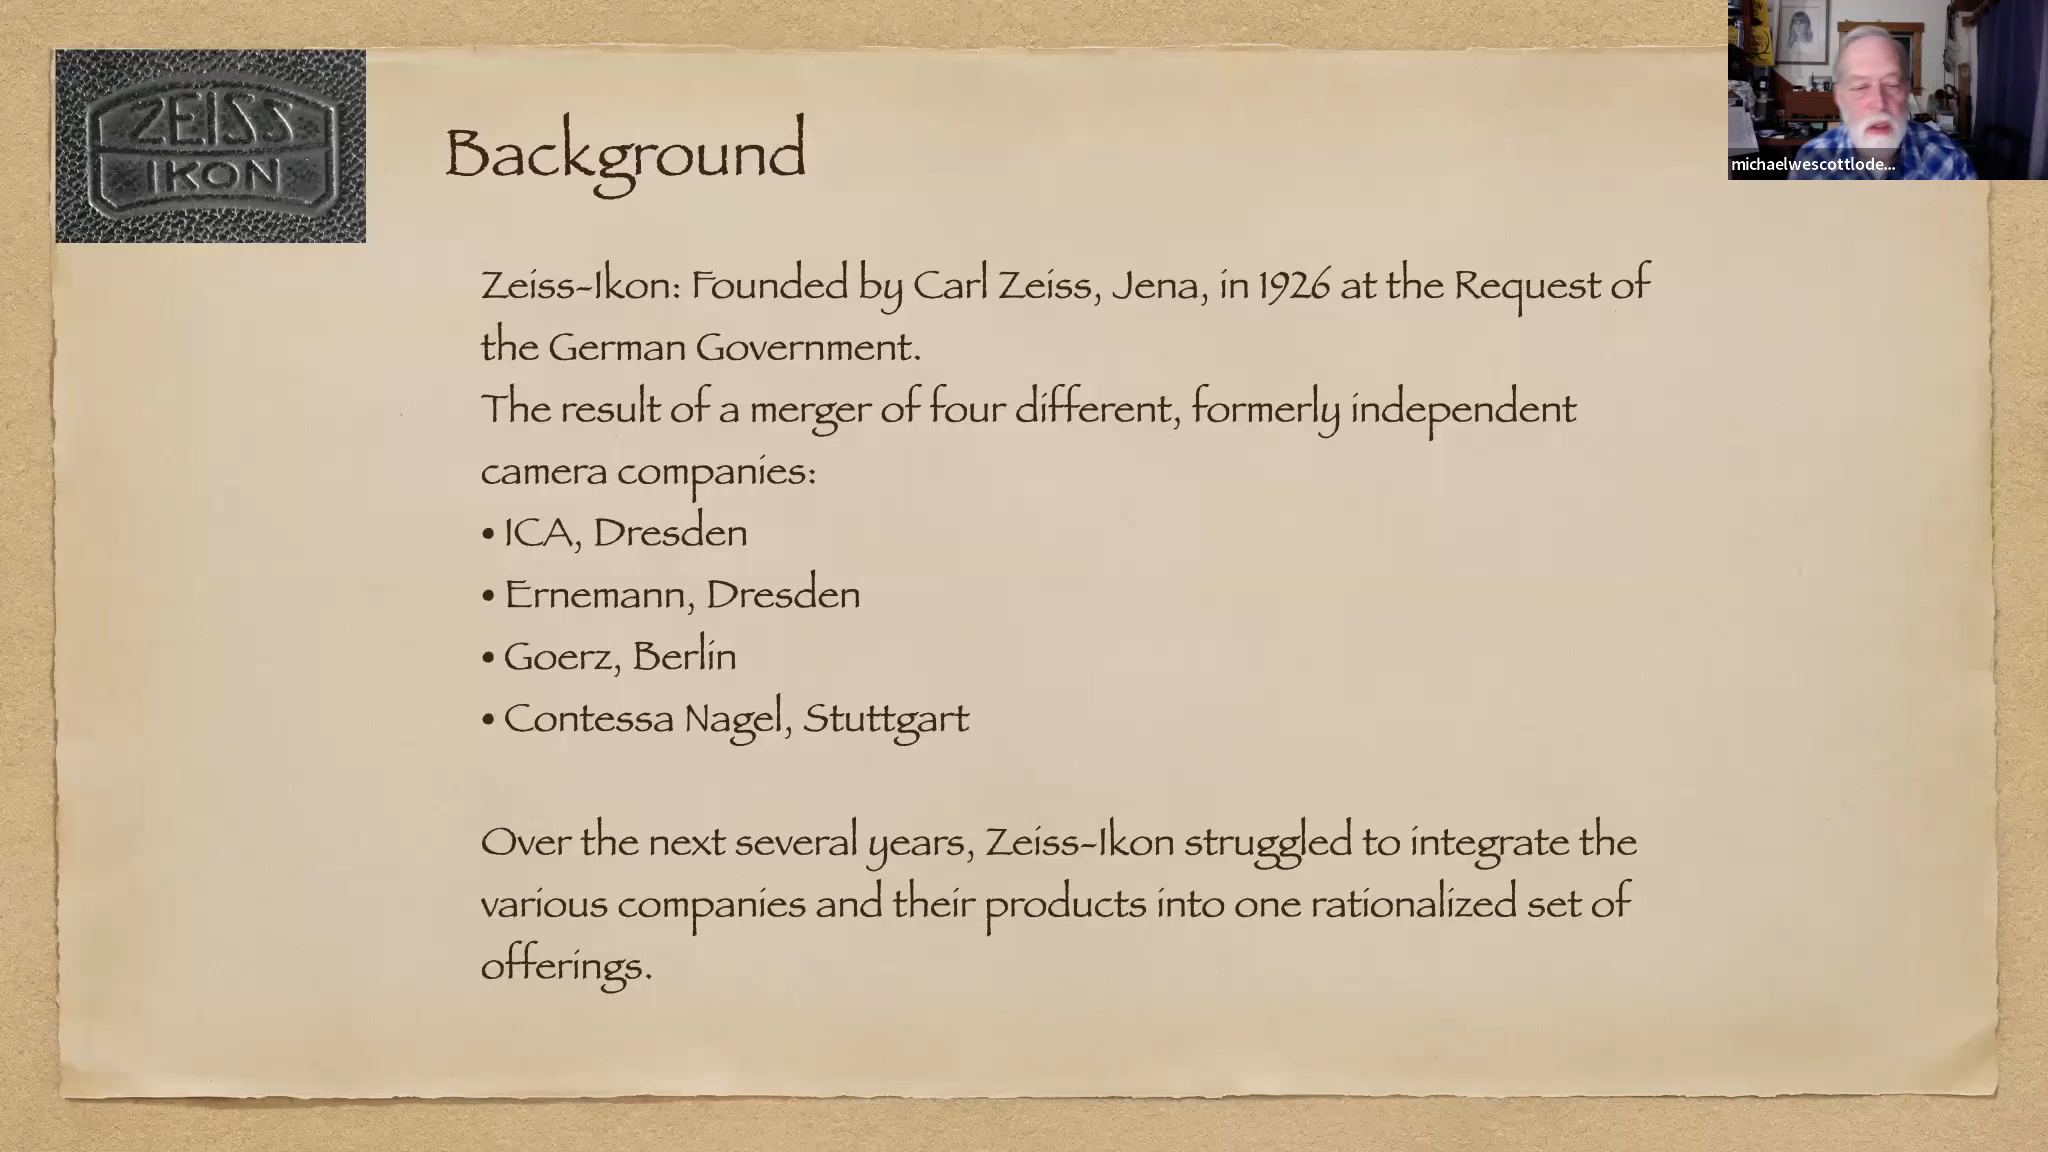 ZEISS
IKON
Background
michaelwescottlode...
Zeiss-Ikon: Founded by Carl Zeiss, Jena, in 1926 at the Request of
the German Government.
The result of a merger of four different, formerly independent
camera companies:
• ICA, Dresden
• Ernemann, Dresden
• Goerz, Berlin
• Contessa Nagel, Stuttgart
Over the next several years, Zeiss-Ikon struggled to integrate the
various companies and their products into one rationalized set of
offerings.